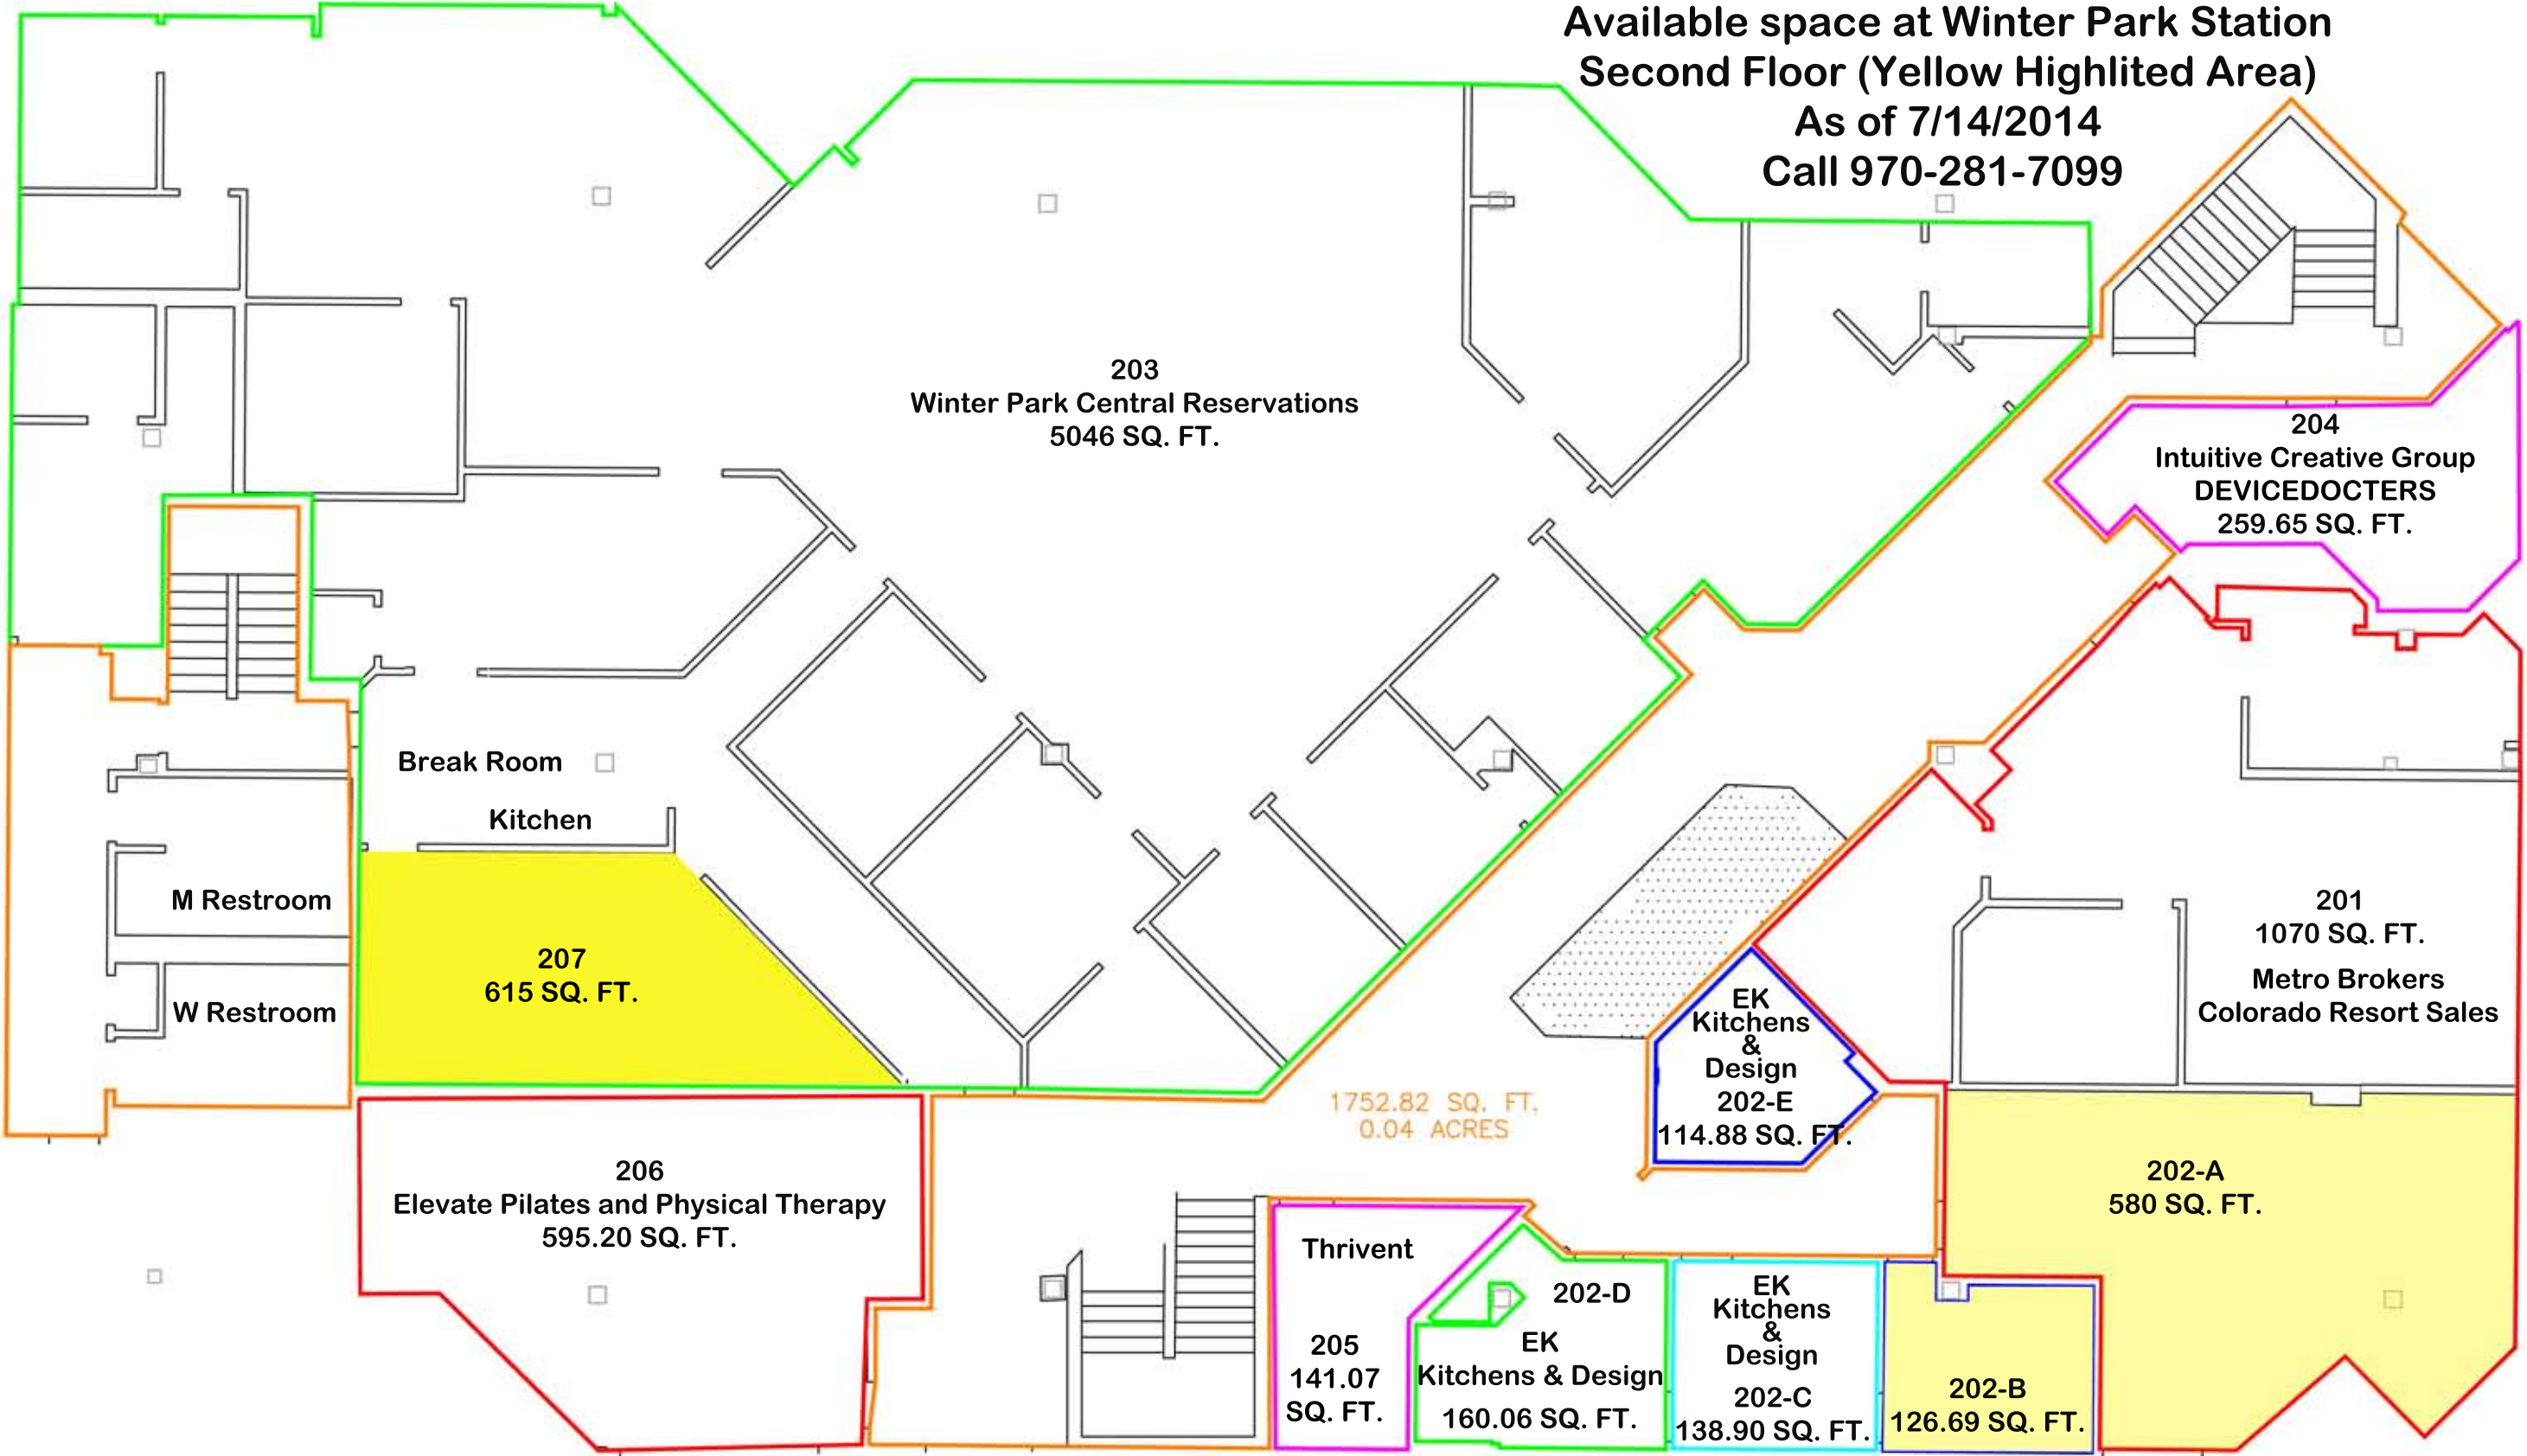 Available space at Winter Park Station
Second Floor (Yellow Highlited Area)
As of 7/14/2014
Call 970-281-7099
203
Winter Park Central Reservations
5046 SQ. FT.
204
Intuitive Creative Group
DEVICEDOCTERS
259.65 SQ. FT.
Break Room
Kitchen
M Restroom
W Restroom
207
615 SQ. FT.
201
1070 SQ. FT.
Metro Brokers
Colorado Resort Sales
EK
Kitchens
&
Design
202-E
114.88 SQ. FT.
1752.82 SQ. FT.
0.04 ACRES
206
Elevate Pilates and Physical Therapy
595.20 SQ. FT.
202-A
580 SQ. FT.
Thrivent
205
141.07
SQ. FT.
202-D
EK
Kitchens & Design
160.06 SQ. FT.
EK
Kitchens
&
Design
202-C
138.90 SQ. FT.
202-B
126.69 SQ. FT.